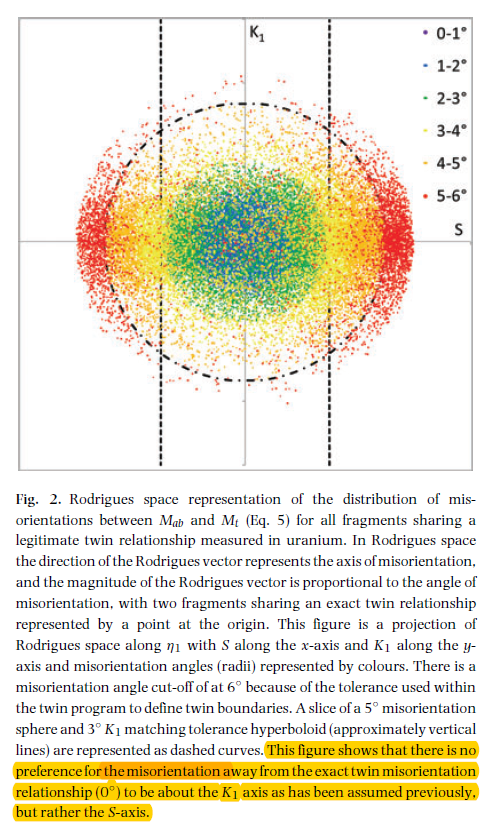 K₁
0-1°
1-2°
2-3°
3-4°
4-5°
5-6°
S
Fig. 2. Rodrigues space representation of the distribution of mis-
orientations between Mab and Mt (Eq. 5) for all fragments sharing a
legitimate twin relationship measured in uranium. In Rodrigues space
the direction of the Rodrigues vector represents the axis of misorientation,
and the magnitude of the Rodrigues vector is proportional to the angle of
misorientation, with two fragments sharing an exact twin relationship
represented by a point at the origin. This figure is a projection of
Rodrigues space along η₁ with S along the x-axis and K₁ along the y-
axis and misorientation angles (radii) represented by colours. There is a
misorientation angle cut-off of at 6° because of the tolerance used within
the twin program to define twin boundaries. A slice of a 5° misorientation
sphere and 3° K₁ matching tolerance hyperboloid (approximately vertical
lines) are represented as dashed curves. This figure shows that there is no
preference for the misorientation away from the exact twin misorientation
relationship (0°) to be about the K₁ axis as has been assumed previously,
but rather the S-axis.